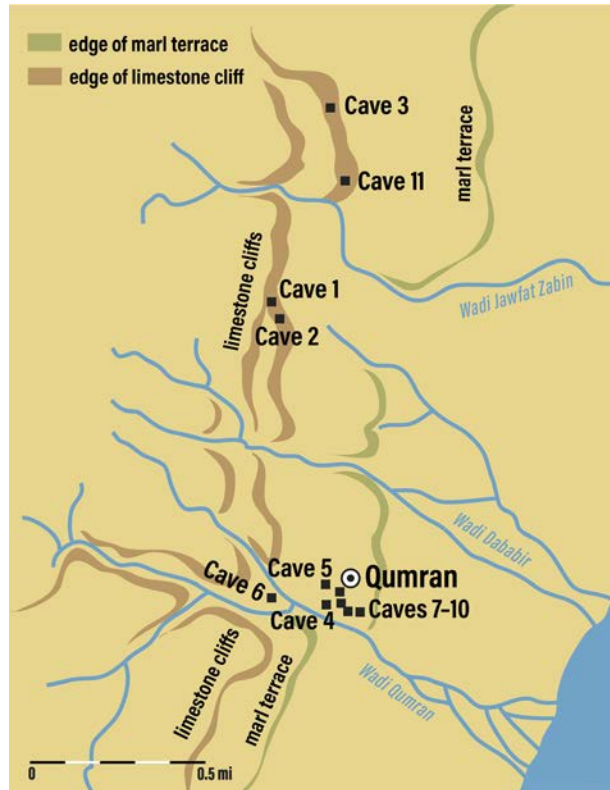 edge of marl terrace
edge of limestone cliff
Cave 3
Cave 11
marl terrace
limestone cliffs
Cave 1
Cave 2
Wadi Jawfat Zabin
Wadi Dababir
Cave 5
Qumran
Cave 6
Caves 7–10
Cave 4
limestone cliffs
marl terrace
Wadi Qumran
0
0.5 mi